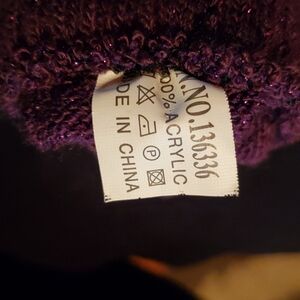 N.NO.136336
00% ACRYLIC
DE IN CHINA